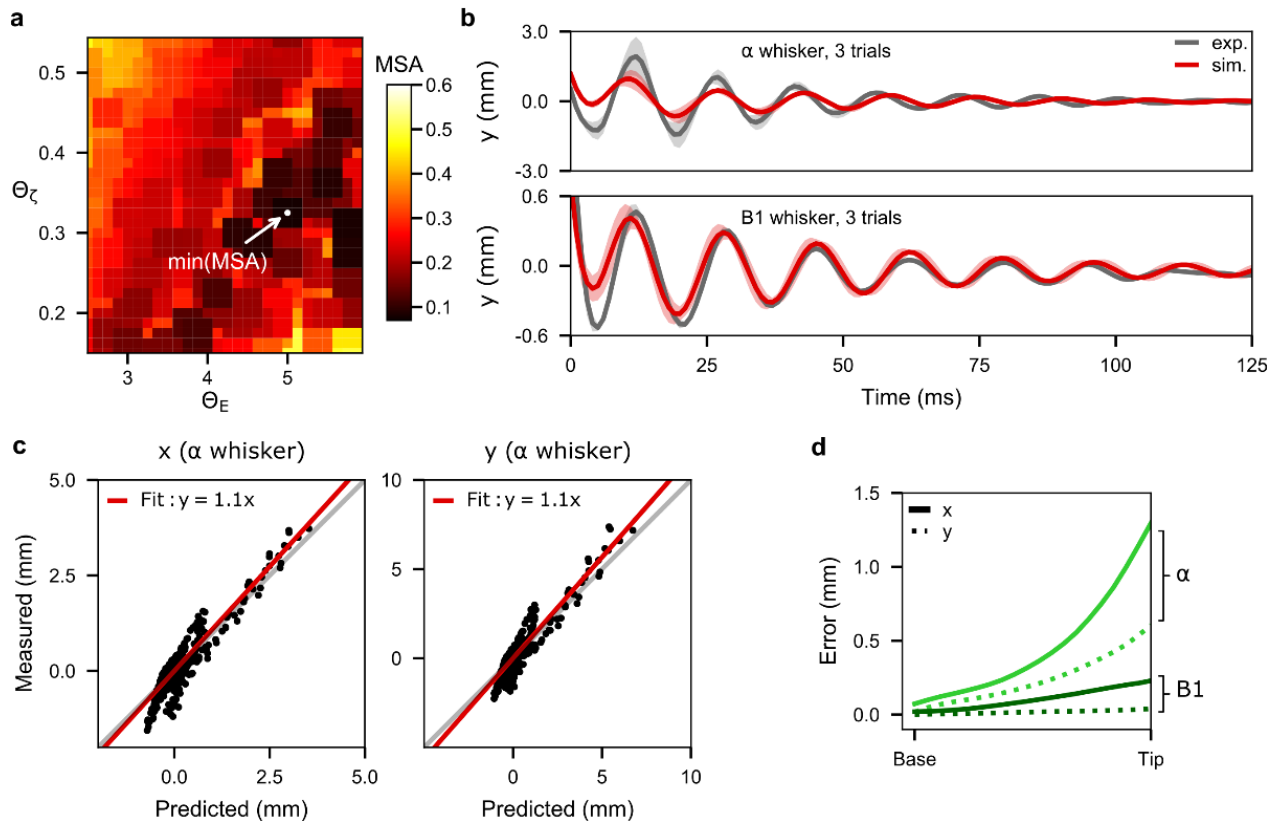 a
MSA
0.5
0.4
Θζ
0.3
0.2
min(MSA)
3
4
5
ΘE
0.6
0.5
0.4
0.3
0.2
0.1
b
3.0
y (mm)
0.0
-3.0
α whisker, 3 trials
exp.
sim.
0.6
y (mm)
0.0
-0.6
B1 whisker, 3 trials
0
25
50
75
100
125
Time (ms)
c
x (α whisker)
5.0
Fit : y = 1.1x
Measured (mm)
2.5
0.0
0.0
2.5
5.0
Predicted (mm)
y (α whisker)
10
Fit : y = 1.1x
5
0
0
5
10
Predicted (mm)
d
1.5
x
y
1.0
Error (mm)
0.5
0.0
α
B1
Base
Tip